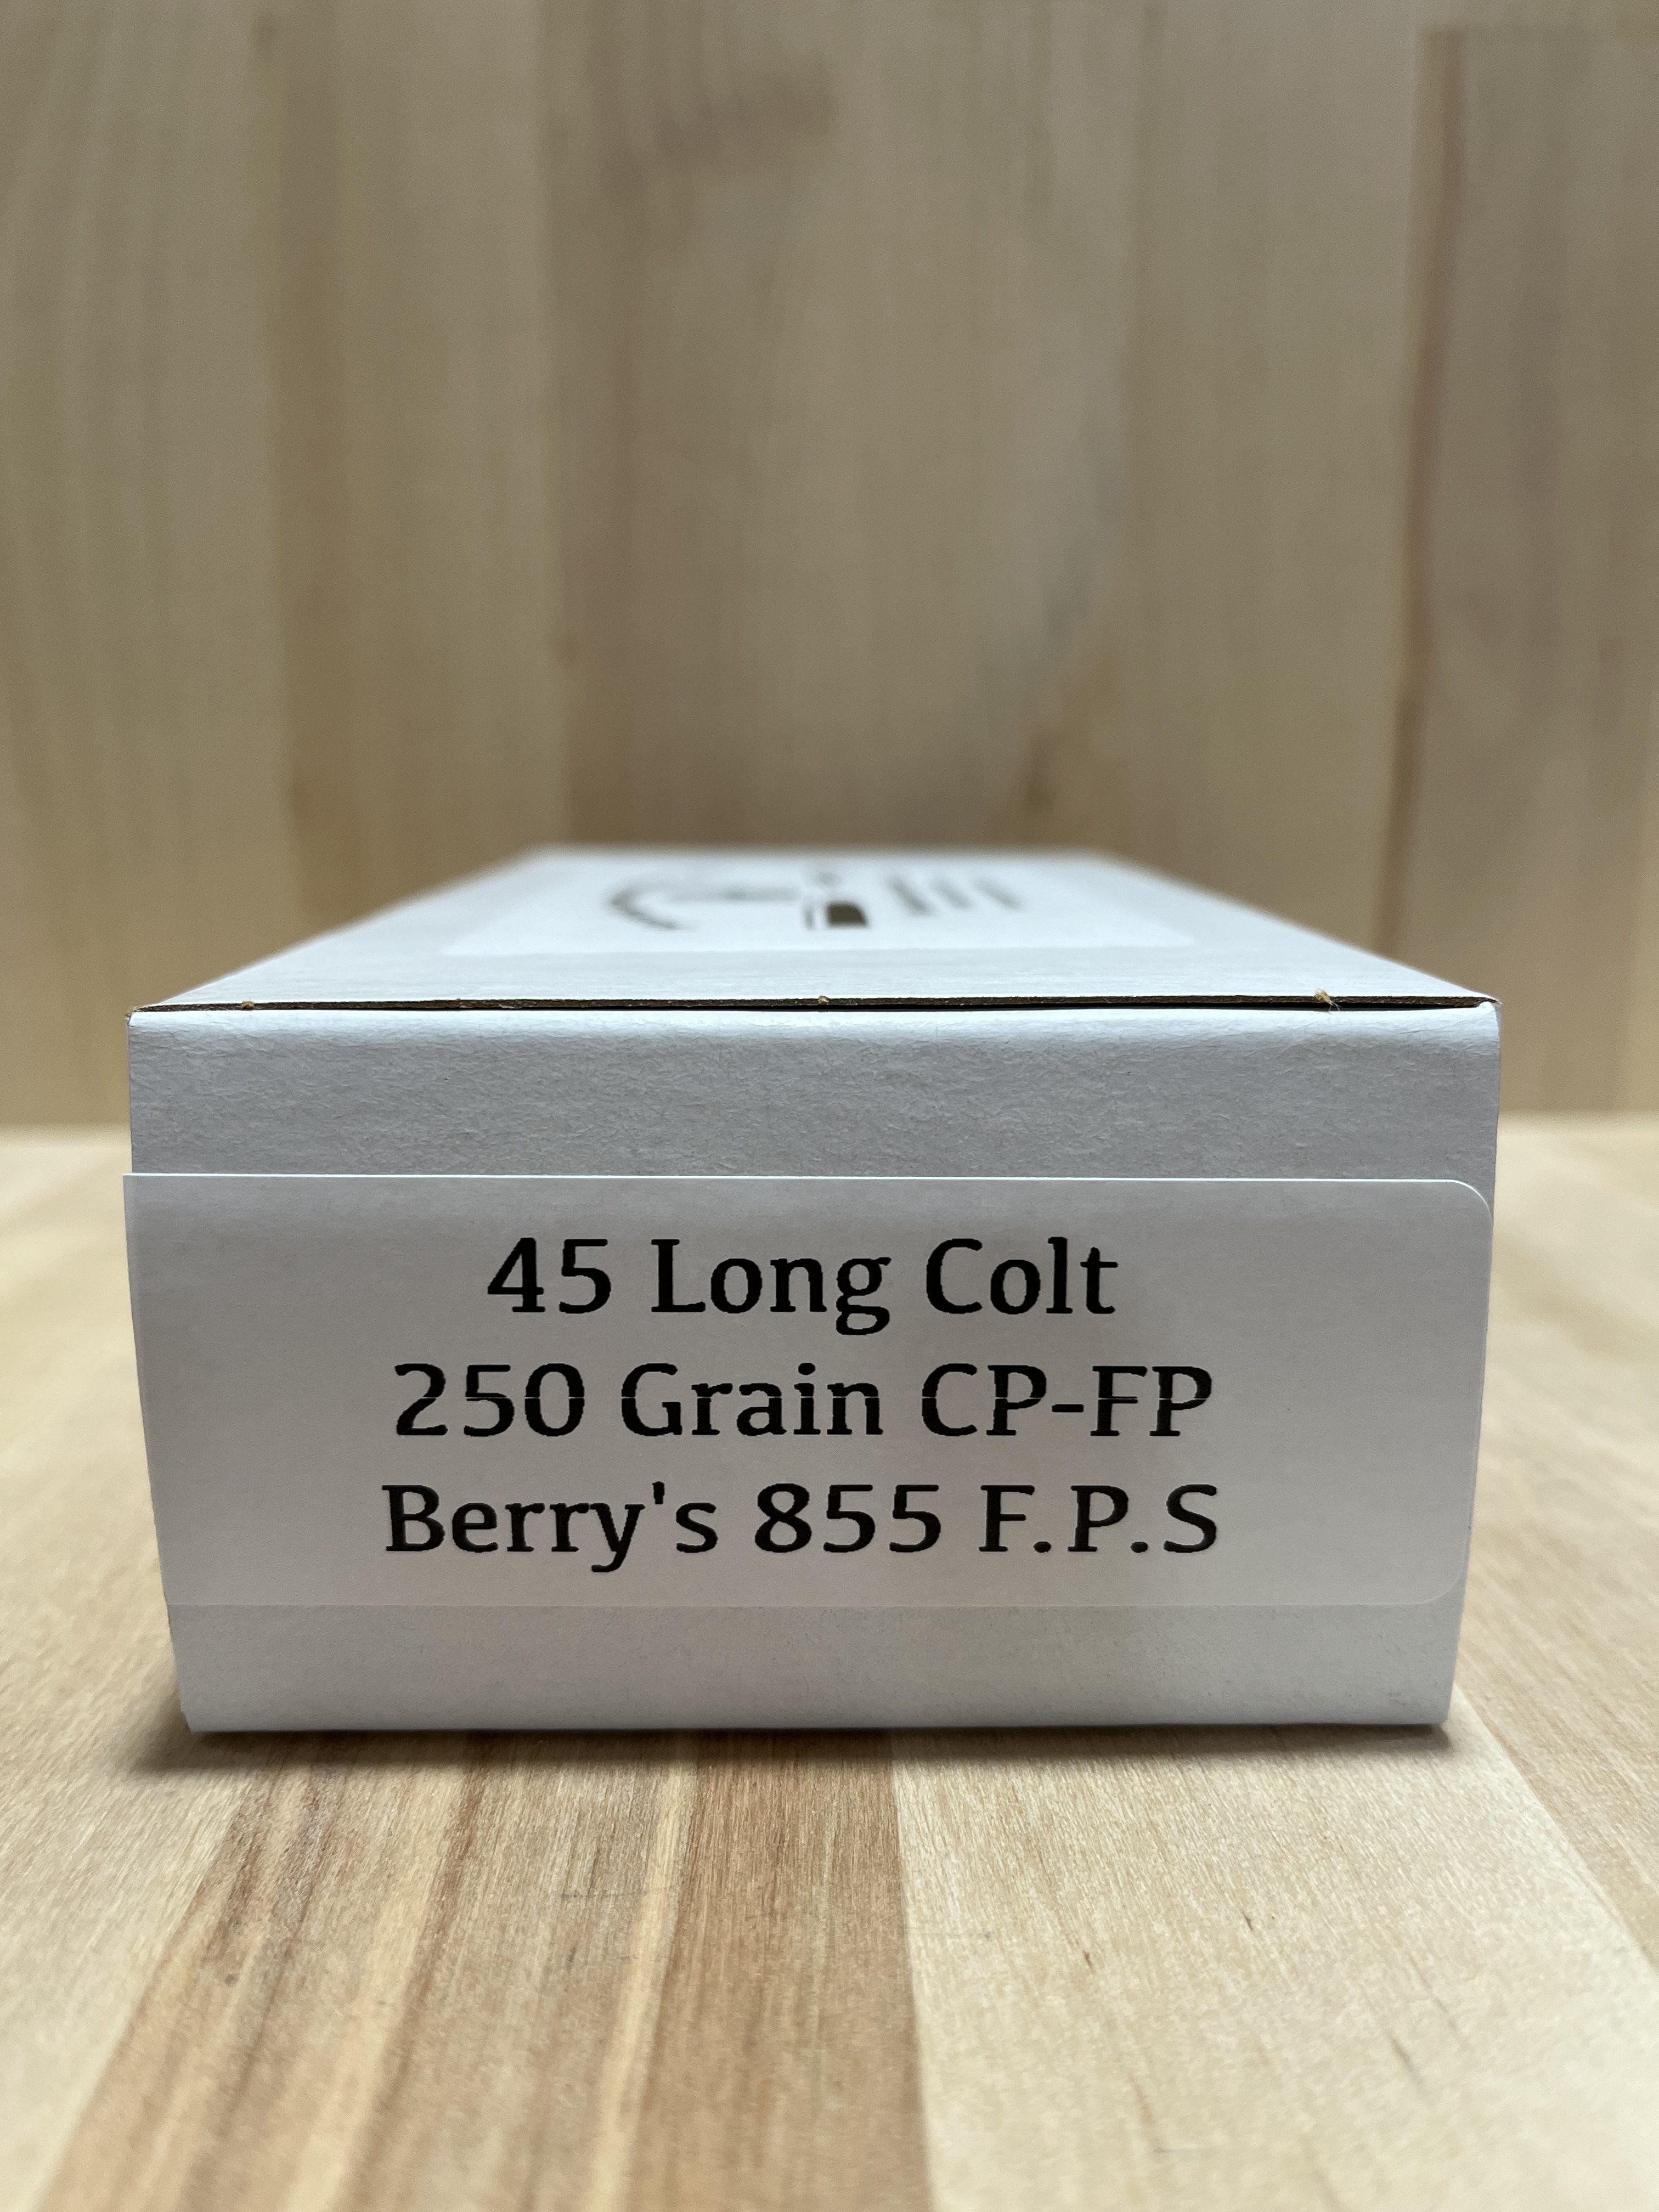 45 Long Colt
250 Grain CP-FP
Berry's 855 F.P.S